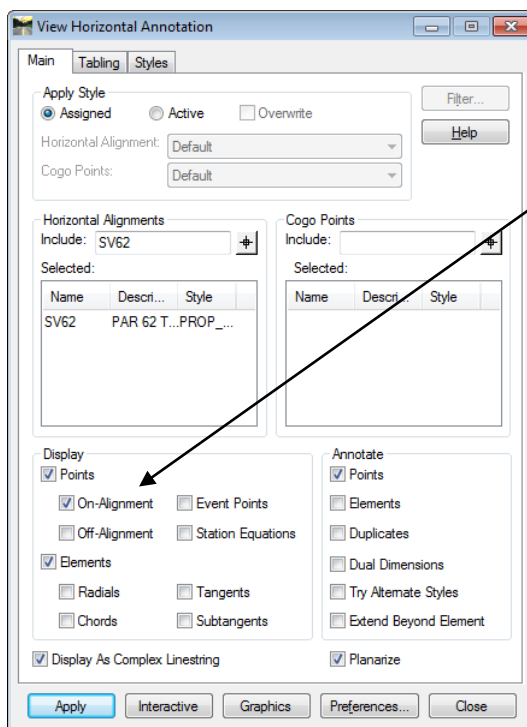 View Horizontal Annotation
Main Tabling Styles
Apply Style
Assigned Active Overwrite
Filter...
Help
Horizontal Alignment: Default
Cogo Points: Default
Horizontal Alignments
Include: SV62
Selected:
Name Descri... Style
SV62 PAR 62 T...PROP_...
Cogo Points
Include:
Selected:
Name Descri... Style
Display
Points
On-Alignment Event Points
Off-Alignment Station Equations
Elements
Radials Tangents
Chords Subtangents
Annotate
Points
Elements
Duplicates
Dual Dimensions
Try Alternate Styles
Extend Beyond Element
Display As Complex Linestring Planarize
Apply Interactive Graphics Preferences... Close